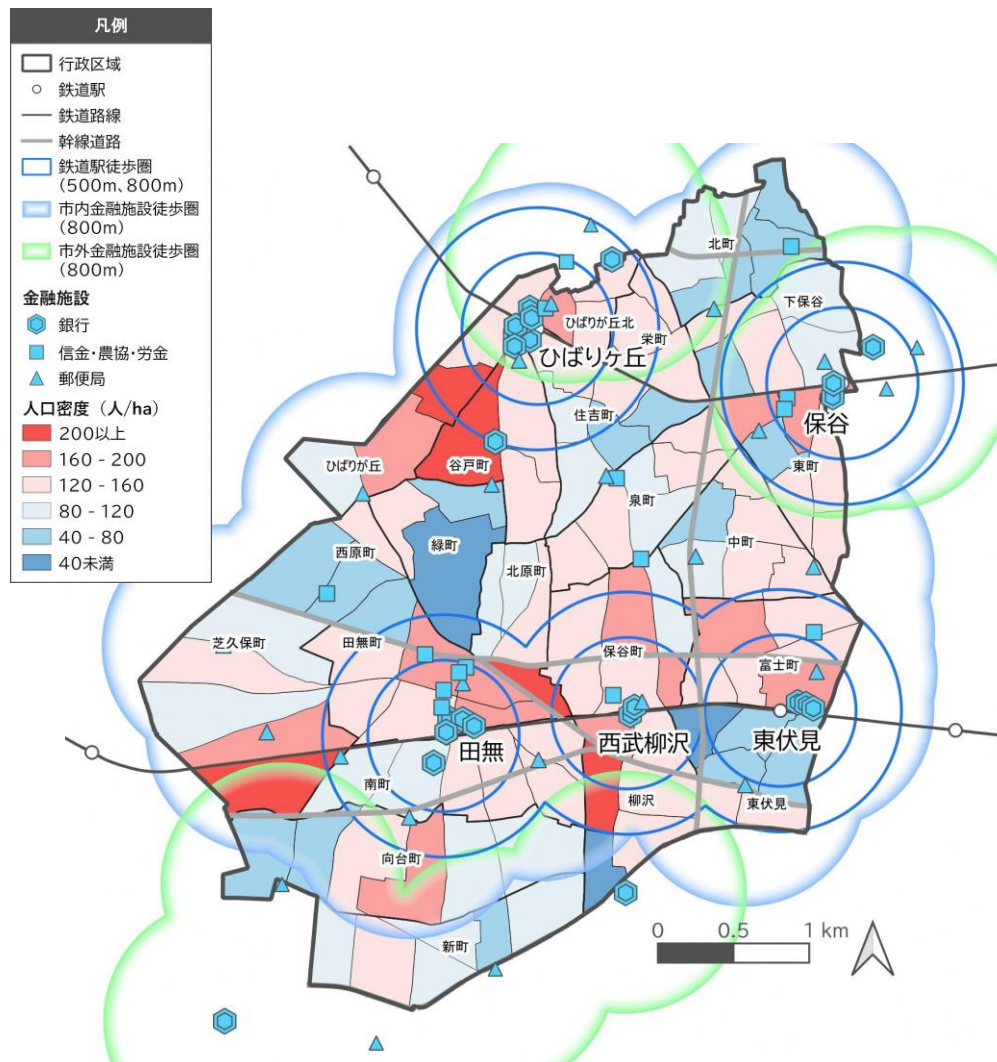 凡例
行政区域
鉄道駅
鉄道路線
幹線道路
鉄道駅徒歩圏
(500m、800m)
市内金融施設徒歩圏
(800m)
市外金融施設徒歩圏
(800m)
金融施設
銀行
信金・農協・労金
郵便局
人口密度（人/ha）
200以上
160 - 200
120 - 160
80 - 120
40 - 80
40未満
北町
下保谷
ひばりが丘北
栄町
ひばりヶ丘
住吉町
保谷
東町
ひばりが丘
谷戸町
泉町
中町
緑町
西原町
北原町
芝久保町
田無町
保谷町
富士町
田無
西武柳沢
東伏見
南町
柳沢
東伏見
向台町
新町
0 0.5 1 km